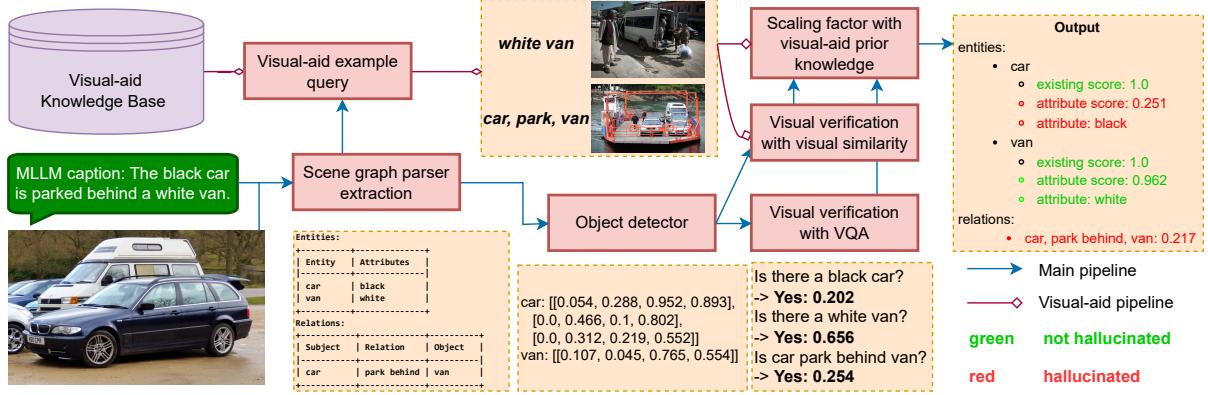 Visual-aid
Knowledge Base
Visual-aid example
query
white van
car, park, van
Scaling factor with
visual-aid prior
knowledge
Output
entities:
car
existing score: 1.0
attribute score: 0.251
attribute: black
van
existing score: 1.0
attribute score: 0.962
attribute: white
relations:
car, park behind, van: 0.217
Visual verification
with visual similarity
MLLM caption: The black car
is parked behind a white van.
Scene graph parser
extraction
Object detector
Visual verification
with VQA
Entities:
+----------+--------------+
| Entity | Attributes |
+----------+--------------+
| car | black
| van | white |
+----------+--------------+
Relations:
+----------+--------------+----------+
| Subject | Relation | Object |
+----------+--------------+----------+
| car | park behind | van |
+----------+--------------+----------+
car: [[0.054, 0.288, 0.952, 0.893],
[0.0, 0.466, 0.1, 0.802],
[0.0, 0.312, 0.219, 0.552]]
van: [[0.107, 0.045, 0.765, 0.554]]
Is there a black car?
-> Yes: 0.202
Is there a white van?
-> Yes: 0.656
Is car park behind van?
-> Yes: 0.254
Main pipeline
Visual-aid pipeline
green not hallucinated
red hallucinated